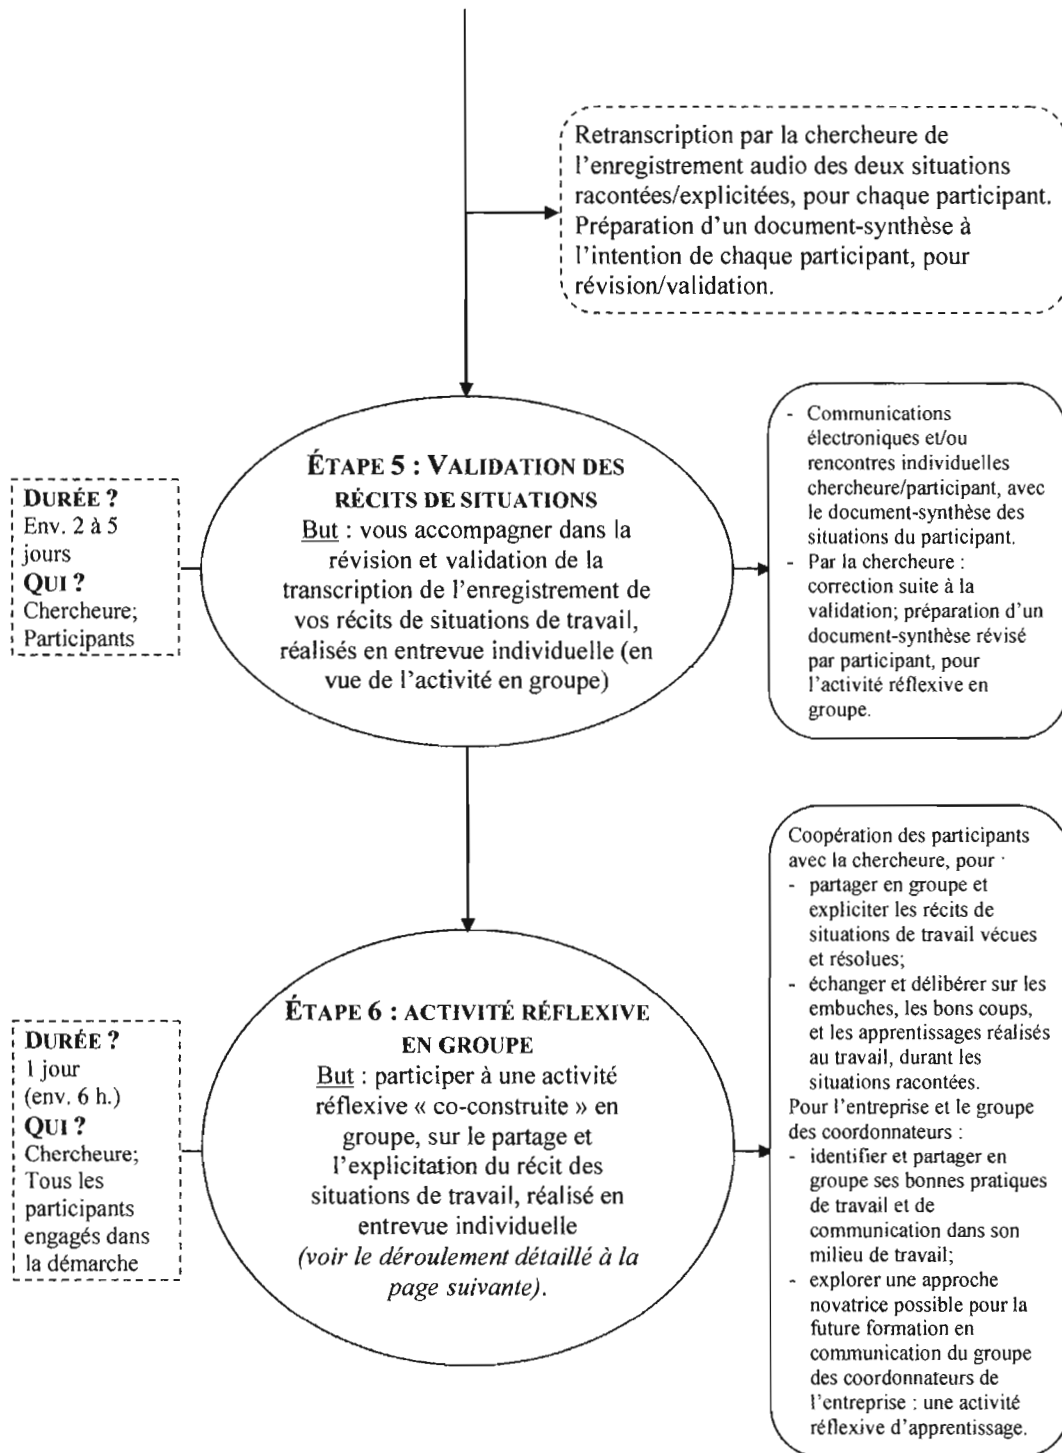 Retranscription par la chercheure de
l'enregistrement audio des deux situations
racontées/explicitées, pour chaque participant.
Préparation d'un document-synthèse à
l'intention de chaque participant, pour
révision/validation.
DURÉE ?
Env. 2 à 5
jours
QUI ?
Chercheure;
Participants
ÉTAPE 5 : VALIDATION DES
RÉCITS DE SITUATIONS
But : vous accompagner dans la
révision et validation de la
transcription de l'enregistrement de
vos récits de situations de travail,
réalisés en entrevue individuelle (en
vue de l'activité en groupe)
- Communications
électroniques et/ou
rencontres individuelles
chercheure/participant, avec
le document-synthèse des
situations du participant.
- Par la chercheure :
correction suite à la
validation; préparation d'un
document-synthèse révisé
par participant, pour
l'activité réflexive en
groupe.
DURÉE ?
1 jour
(env. 6 h.)
QUI ?
Chercheure;
Tous les
participants
engagés dans
la démarche
ÉTAPE 6 : ACTIVITÉ RÉFLEXIVE
EN GROUPE
But : participer à une activité
réflexive « co-construite » en
groupe, sur le partage et
l'explicitation du récit des
situations de travail, réalisé en
entrevue individuelle
(voir le déroulement détaillé à la
page suivante).
Coopération des participants
avec la chercheure, pour :
- partager en groupe et
expliciter les récits de
situations de travail vécues
et résolues;
- échanger et délibérer sur les
embuches, les bons coups,
et les apprentissages réalisés
au travail, durant les
situations racontées.
Pour l'entreprise et le groupe
des coordonnateurs :
- identifier et partager en
groupe ses bonnes pratiques
de travail et de
communication dans son
milieu de travail;
- explorer une approche
novatrice possible pour la
future formation en
communication du groupe
des coordonnateurs de
l'entreprise : une activité
réflexive d'apprentissage.